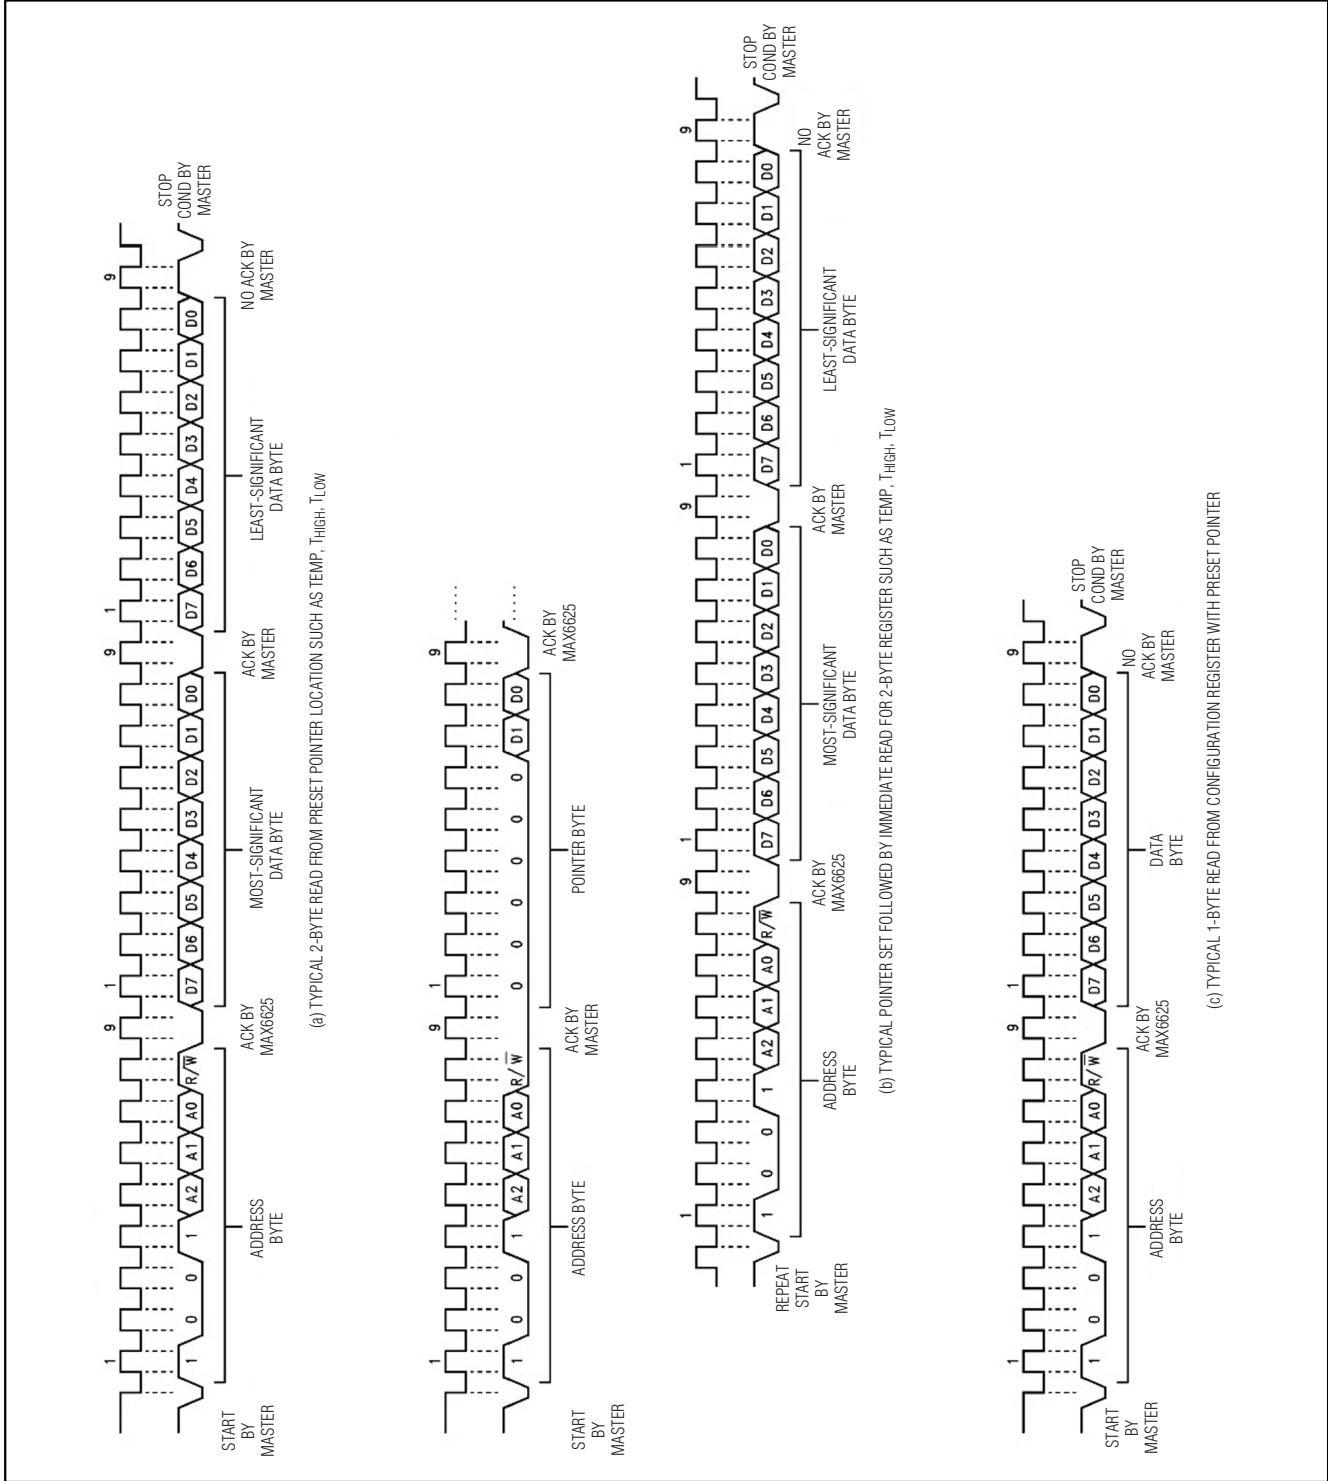 1 9 1 9 1 9
1 0 0 1 A2 A1 A0 R/W̅ D7 D6 D5 D4 D3 D2 D1 D0 D7 D6 D5 D4 D3 D2 D1 D0
START
BY
MASTER
ADDRESS
BYTE
ACK BY
MAX6625
MOST-SIGNIFICANT
DATA BYTE
ACK BY
MASTER
LEAST-SIGNIFICANT
DATA BYTE
NO ACK BY
MASTER
STOP
COND BY
MASTER
(a) TYPICAL 2-BYTE READ FROM PRESET POINTER LOCATION SUCH AS TEMP, THIGH, TLOW
1 9 1 9
1 0 0 1 A2 A1 A0 R/W̅ 0 0 0 0 0 0 D1 D0
START
BY
MASTER
ADDRESS BYTE
ACK BY
MASTER
POINTER BYTE
ACK BY
MAX6625
1 9 1 9 1 9
1 0 0 1 A2 A1 A0 R/W̅ D7 D6 D5 D4 D3 D2 D1 D0 D7 D6 D5 D4 D3 D2 D1 D0
REPEAT
START
BY
MASTER
ADDRESS
BYTE
ACK BY
MAX6625
MOST-SIGNIFICANT
DATA BYTE
ACK BY
MASTER
LEAST-SIGNIFICANT
DATA BYTE
NO
ACK BY
MASTER
STOP
COND BY
MASTER
(b) TYPICAL POINTER SET FOLLOWED BY IMMEDIATE READ FOR 2-BYTE REGISTER SUCH AS TEMP, THIGH, TLOW
1 9 1 9
1 0 0 1 A2 A1 A0 R/W̅ D7 D6 D5 D4 D3 D2 D1 D0
START
BY
MASTER
ADDRESS
BYTE
ACK BY
MAX6625
DATA
BYTE
NO
ACK BY
MASTER
STOP
COND BY
MASTER
(c) TYPICAL 1-BYTE READ FROM CONFIGURATION REGISTER WITH PRESET POINTER